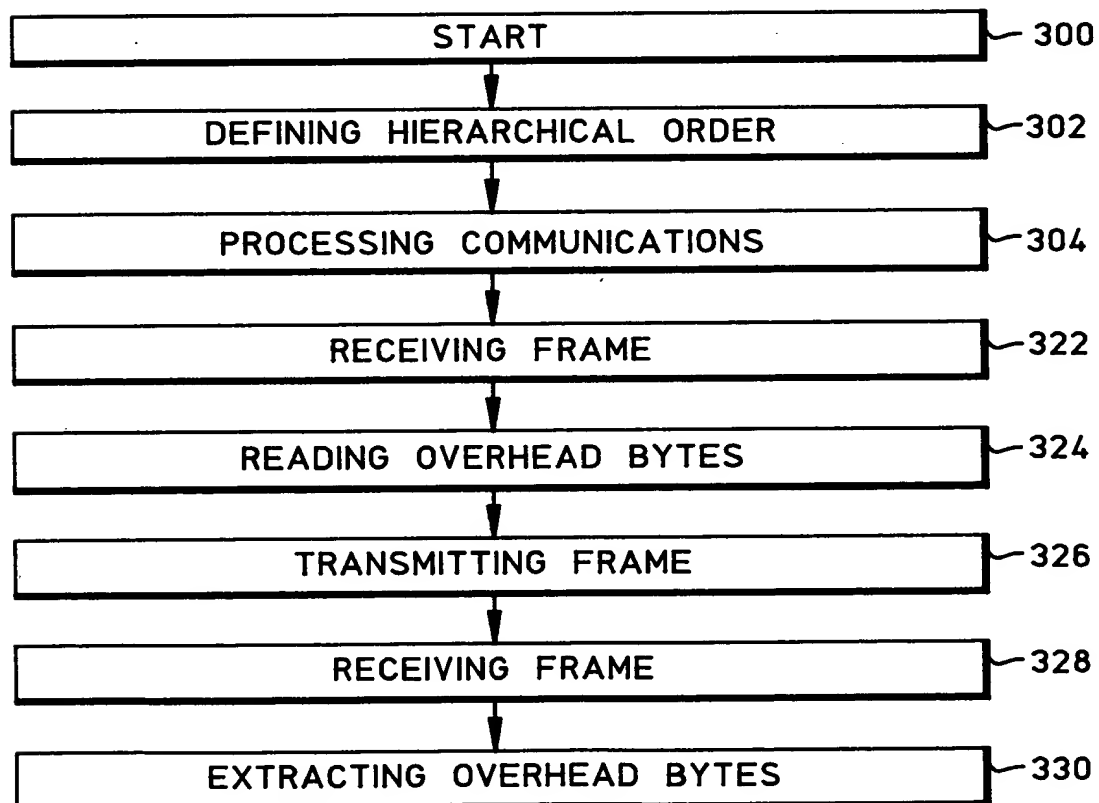 START 300
DEFINING HIERARCHICAL ORDER 302
PROCESSING COMMUNICATIONS 304
RECEIVING FRAME 322
READING OVERHEAD BYTES 324
TRANSMITTING FRAME 326
RECEIVING FRAME 328
EXTRACTING OVERHEAD BYTES 330